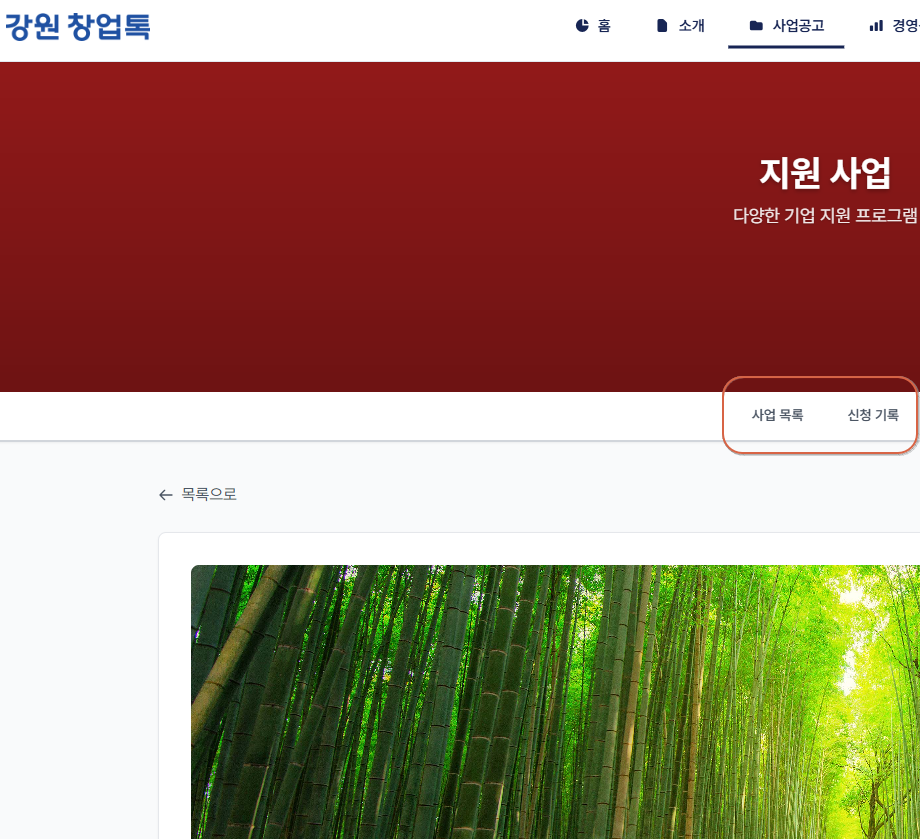 강원 창업톡
홈
소개
사업공고
경영
지원 사업
다양한 기업 지원 프로그램
사업 목록
신청 기록
← 목록으로